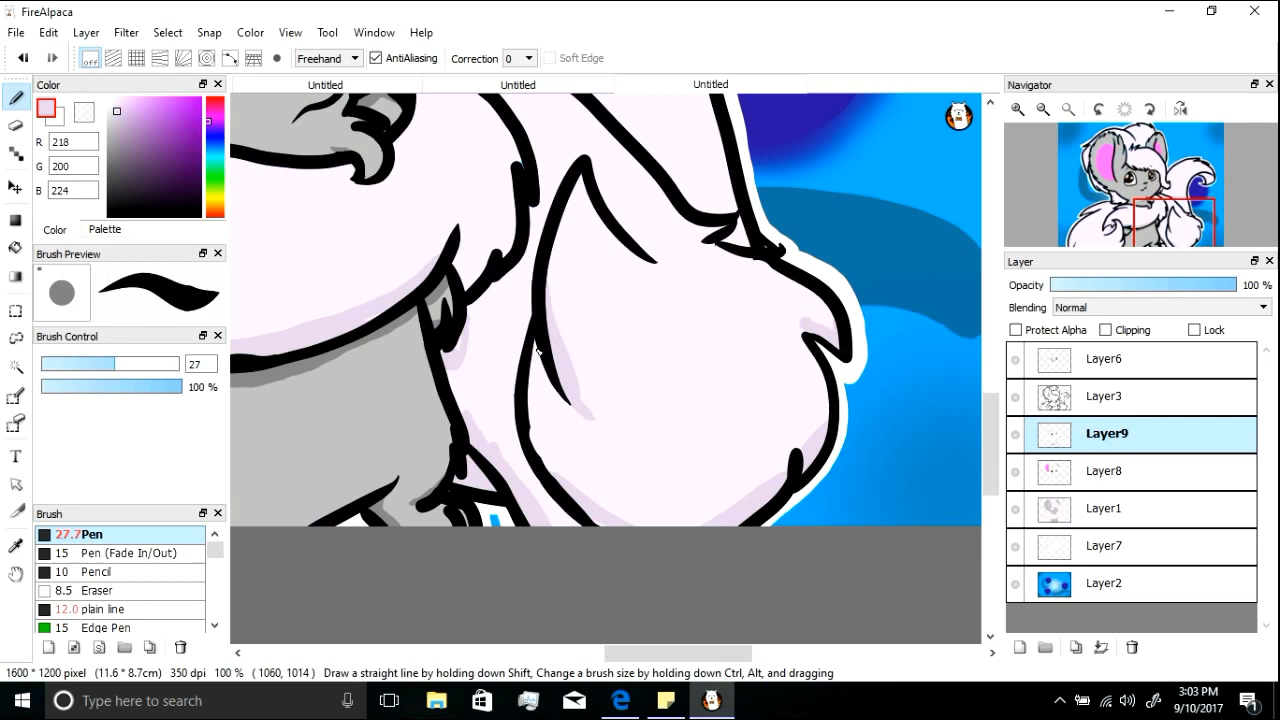 FireAlpaca
File Edit Layer Filter Select Snap Color View Tool Window Help
off Freehand AntiAliasing Correction 0 Soft Edge
Color Untitled Untitled Untitled Navigator
R 218
G 200
B 224
Color Palette
Brush Preview
*
Layer
Opacity 100 %
Blending Normal
Protect Alpha Clipping Lock
Brush Control
27
100 %
Layer6
Layer3
Layer9
Layer8
Layer1
Layer7
Layer2
Brush
27.7 Pen
15 Pen (Fade In/Out)
10 Pencil
8.5 Eraser
12.0 plain line
15 Edge Pen
1600 * 1200 pixel (11.6 * 8.7cm) 350 dpi 100 % ( 1060, 1014 ) Draw a straight line by holding down Shift, Change a brush size by holding down Ctrl, Alt, and dragging
Type here to search
3:03 PM
9/10/2017
1